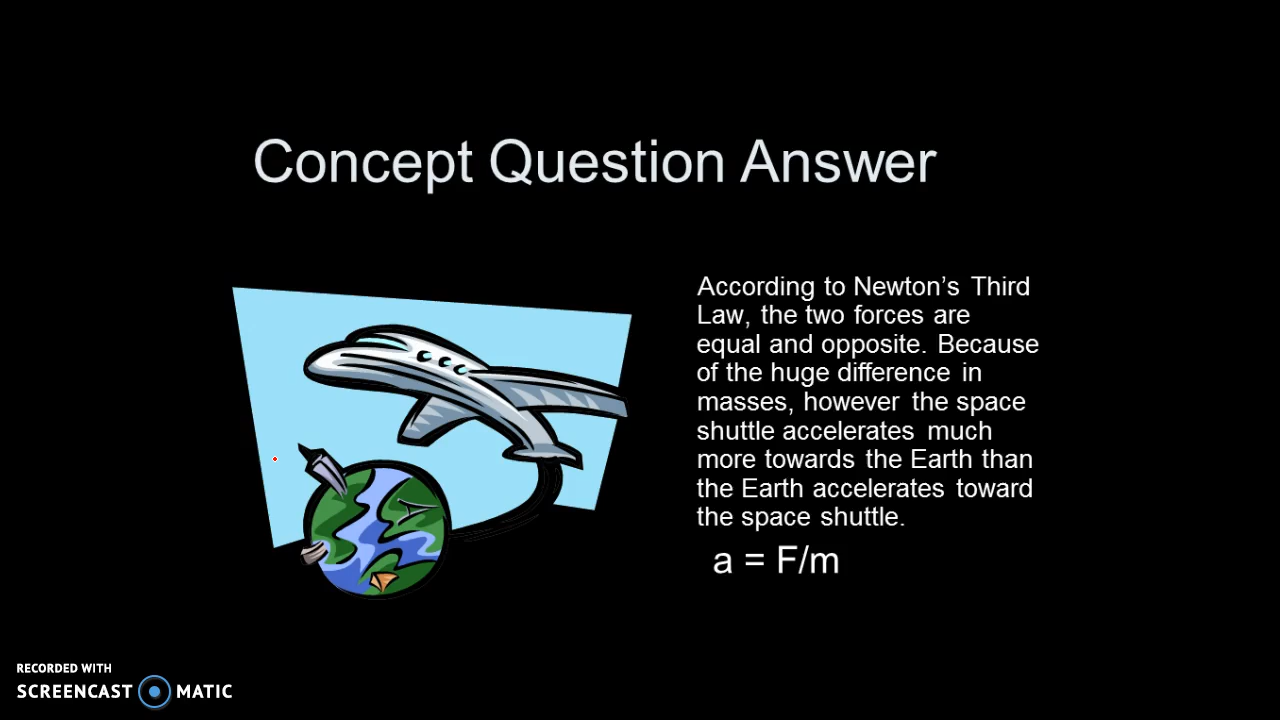 Concept Question Answer
According to Newton’s Third
Law, the two forces are
equal and opposite. Because
of the huge difference in
masses, however the space
shuttle accelerates much
more towards the Earth than
the Earth accelerates toward
the space shuttle.
a = F/m
RECORDED WITH
SCREENCAST MATIC